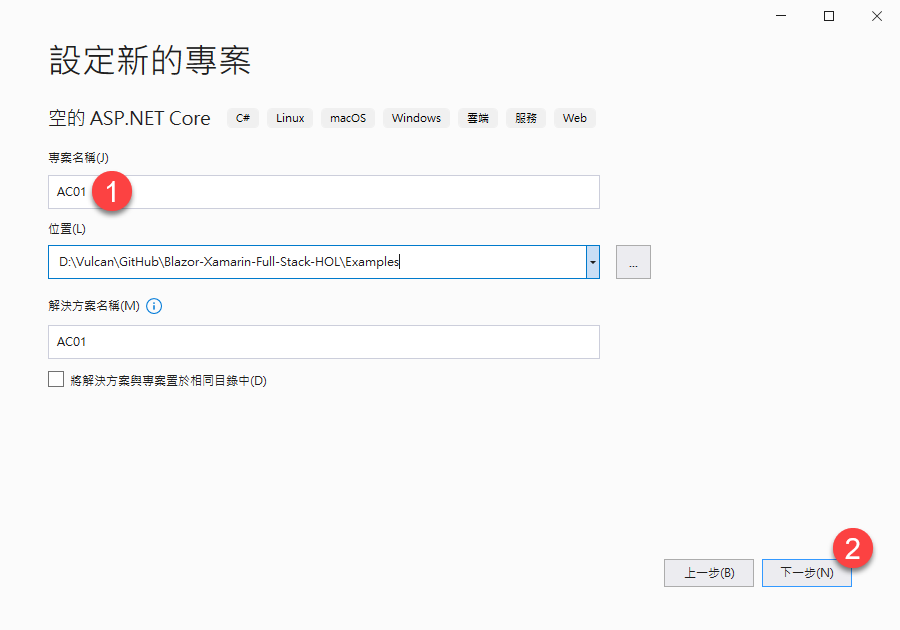 設定新的專案
空的 ASP.NET Core C# Linux macOS Windows 雲端 服務 Web
專案名稱(J)
AC01 1
位置(L)
D:\Vulcan\GitHub\Blazor-Xamarin-Full-Stack-HOL\Examples ...
解決方案名稱(M)
AC01
將解決方案與專案置於相同目錄中(D)
2
上一步(B) 下一步(N)